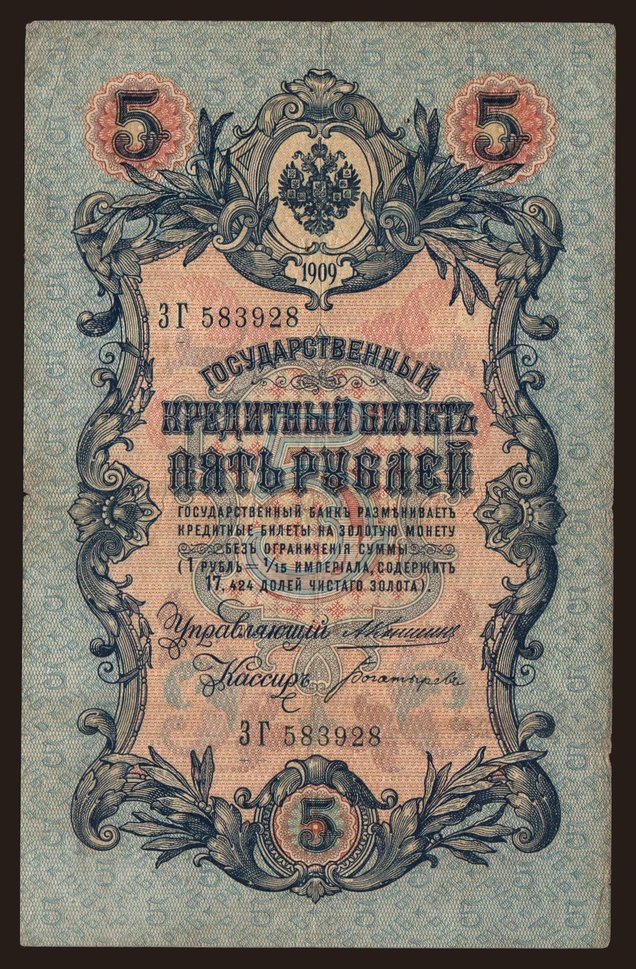 5 5
1909
ЗГ 583928
ГОСУДАРСТВЕННЫЙ
КРЕДИТНЫЙ БИЛЕТЪ
ПЯТЬ РУБЛЕЙ
ГОСУДАРСТВЕННЫЙ БАНКЪ РАЗМѢНИВАЕТЪ
КРЕДИТНЫЕ БИЛЕТЫ НА ЗОЛОТУЮ МОНЕТУ
БЕЗЪ ОГРАНИЧЕНІЯ СУММЫ
(1 РУБЛЬ = 1/15 ИМПЕРІАЛА, СОДЕРЖИТЪ
17,424 ДОЛЕЙ ЧИСТАГО ЗОЛОТА).
Управляющій
Кассиръ Богатыревъ
ЗГ 583928
5